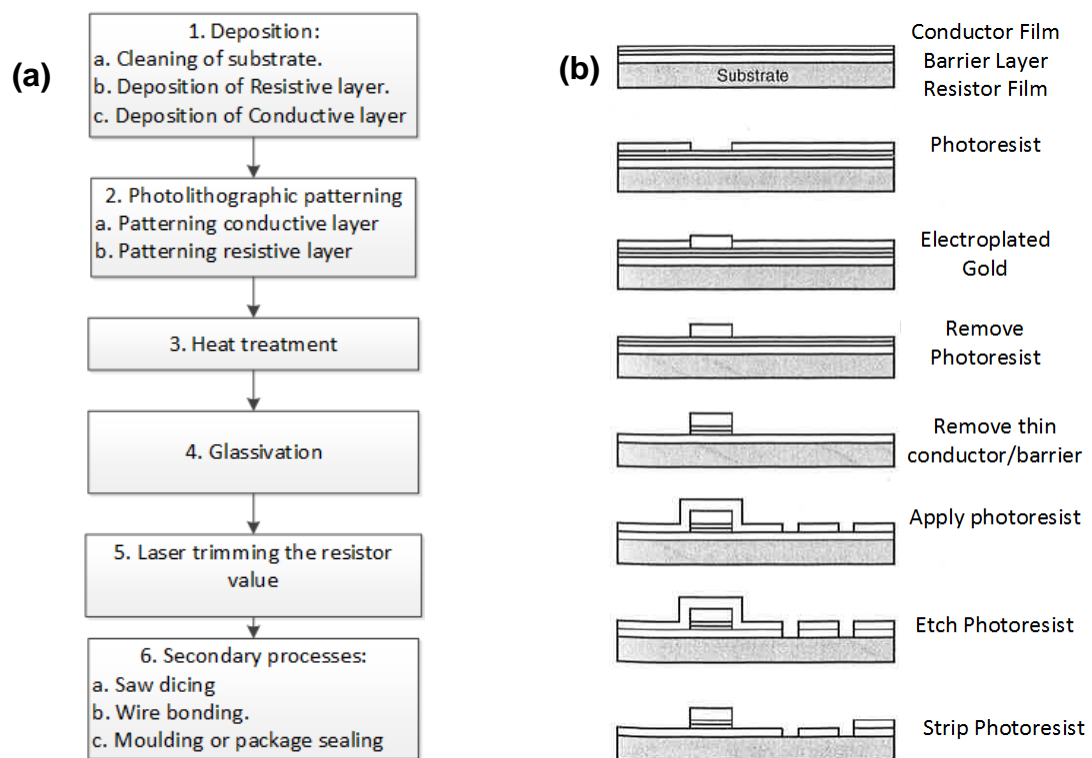 (a)
1. Deposition:
a. Cleaning of substrate.
b. Deposition of Resistive layer.
c. Deposition of Conductive layer
2. Photolithographic patterning
a. Patterning conductive layer
b. Patterning resistive layer
3. Heat treatment
4. Glassivation
5. Laser trimming the resistor
value
6. Secondary processes:
a. Saw dicing
b. Wire bonding.
c. Moulding or package sealing
(b)
Substrate
Conductor Film
Barrier Layer
Resistor Film
Photoresist
Electroplated
Gold
Remove
Photoresist
Remove thin
conductor/barrier
Apply photoresist
Etch Photoresist
Strip Photoresist